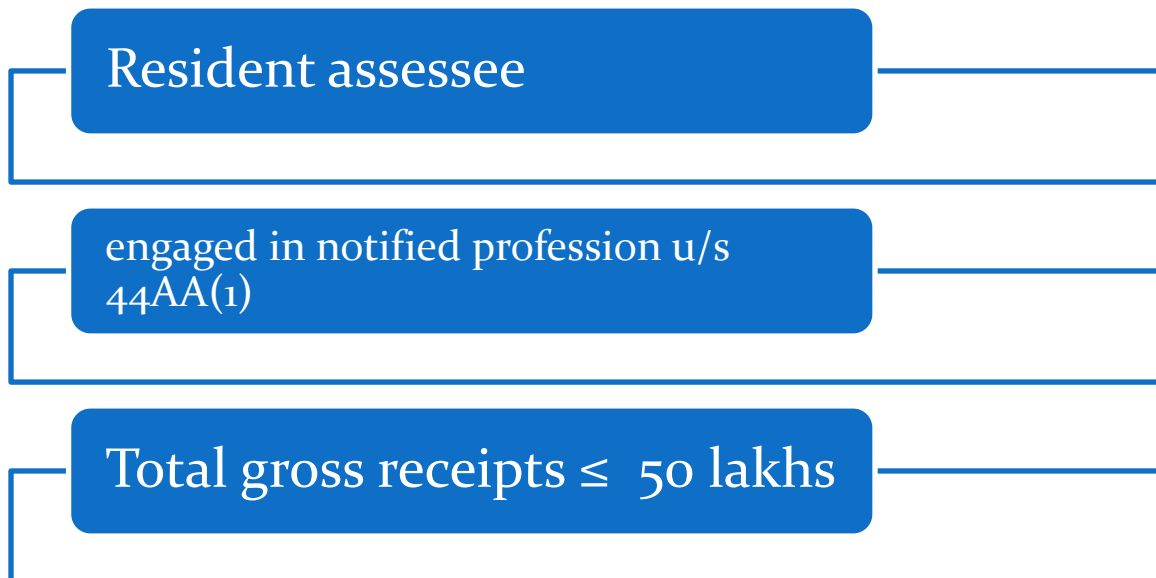 Resident assessee
engaged in notified profession u/s
44AA(1)
Total gross receipts ≤ 50 lakhs